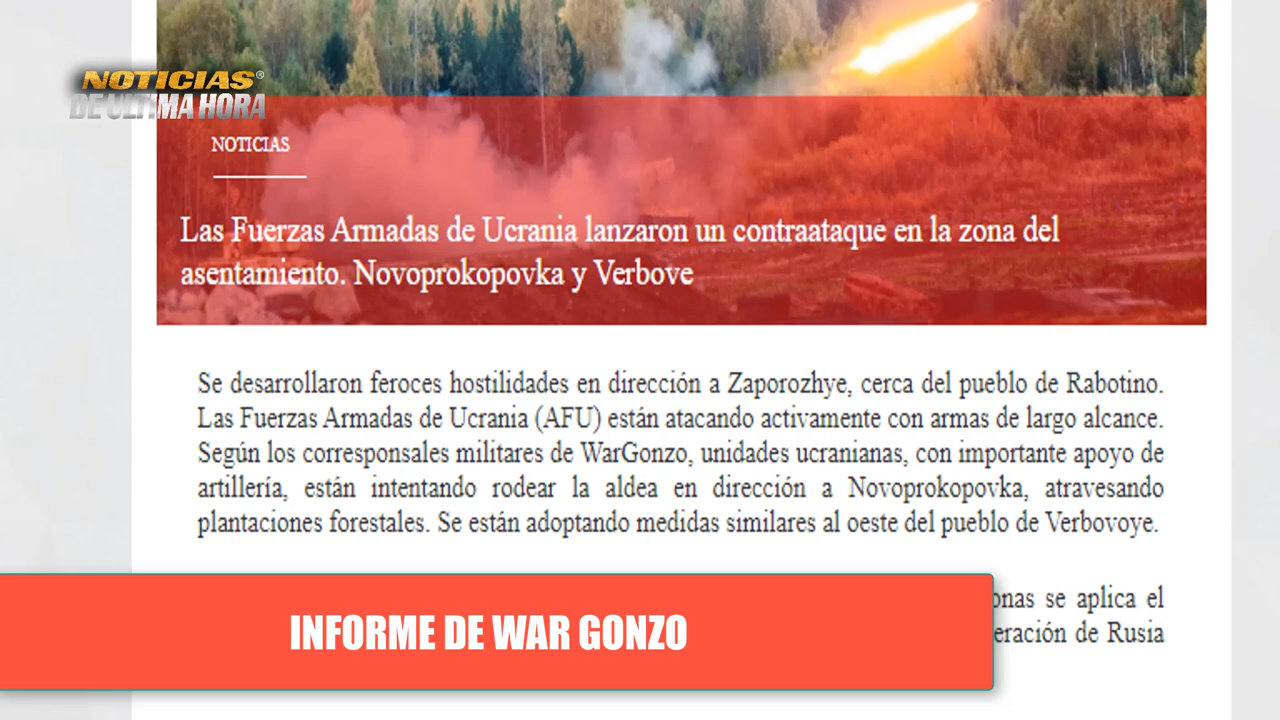 NOTICIAS®
DE ULTIMA HORA
NOTICIAS
Las Fuerzas Armadas de Ucrania lanzaron un contraataque en la zona del
asentamiento. Novoprokopovka y Verbove
Se desarrollaron feroces hostilidades en dirección a Zaporozhye, cerca del pueblo de Rabotino.
Las Fuerzas Armadas de Ucrania (AFU) están atacando activamente con armas de largo alcance.
Según los corresponsales militares de WarGonzo, unidades ucranianas, con importante apoyo de
artillería, están intentando rodear la aldea en dirección a Novoprokopovka, atravesando
plantaciones forestales. Se están adoptando medidas similares al oeste del pueblo de Verbovoye.
se aplica el
de Rusia
INFORME DE WAR GONZO